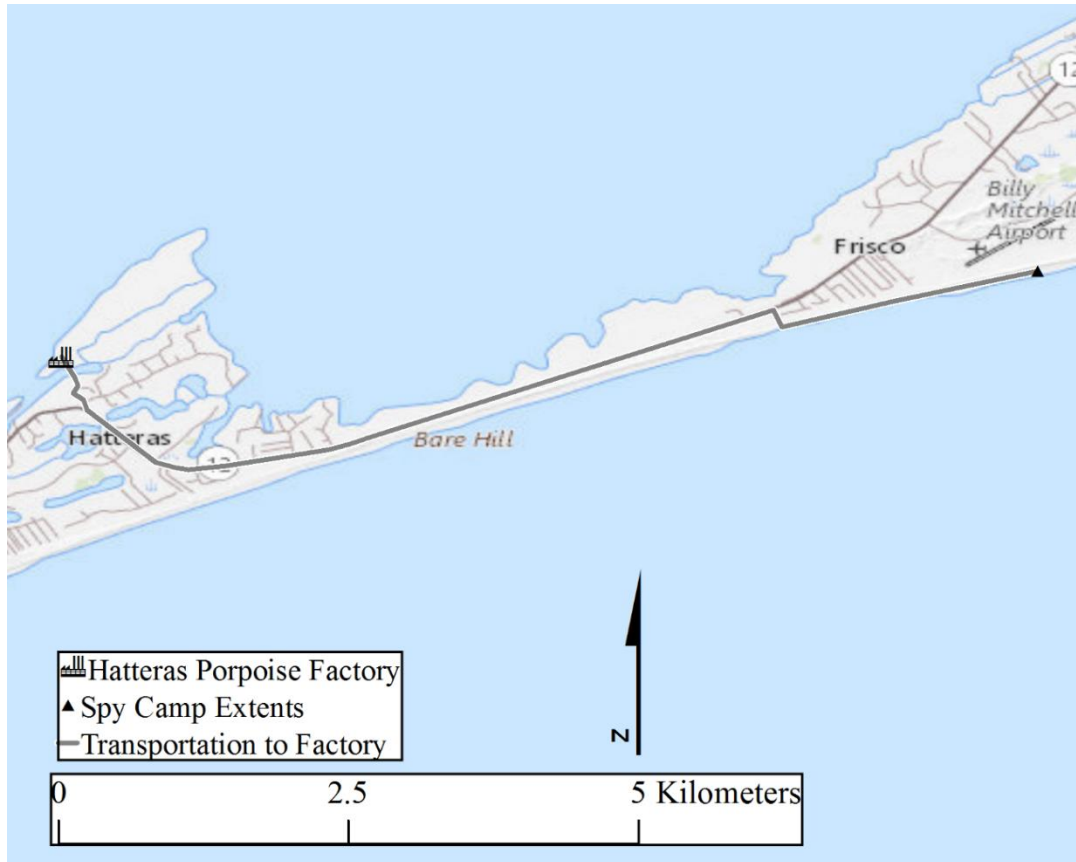 12
Billy
Mitchell
Airport
Frisco
Hatteras
Bare Hill
12
N
Hatteras Porpoise Factory
Spy Camp Extents
Transportation to Factory
0 2.5 5 Kilometers